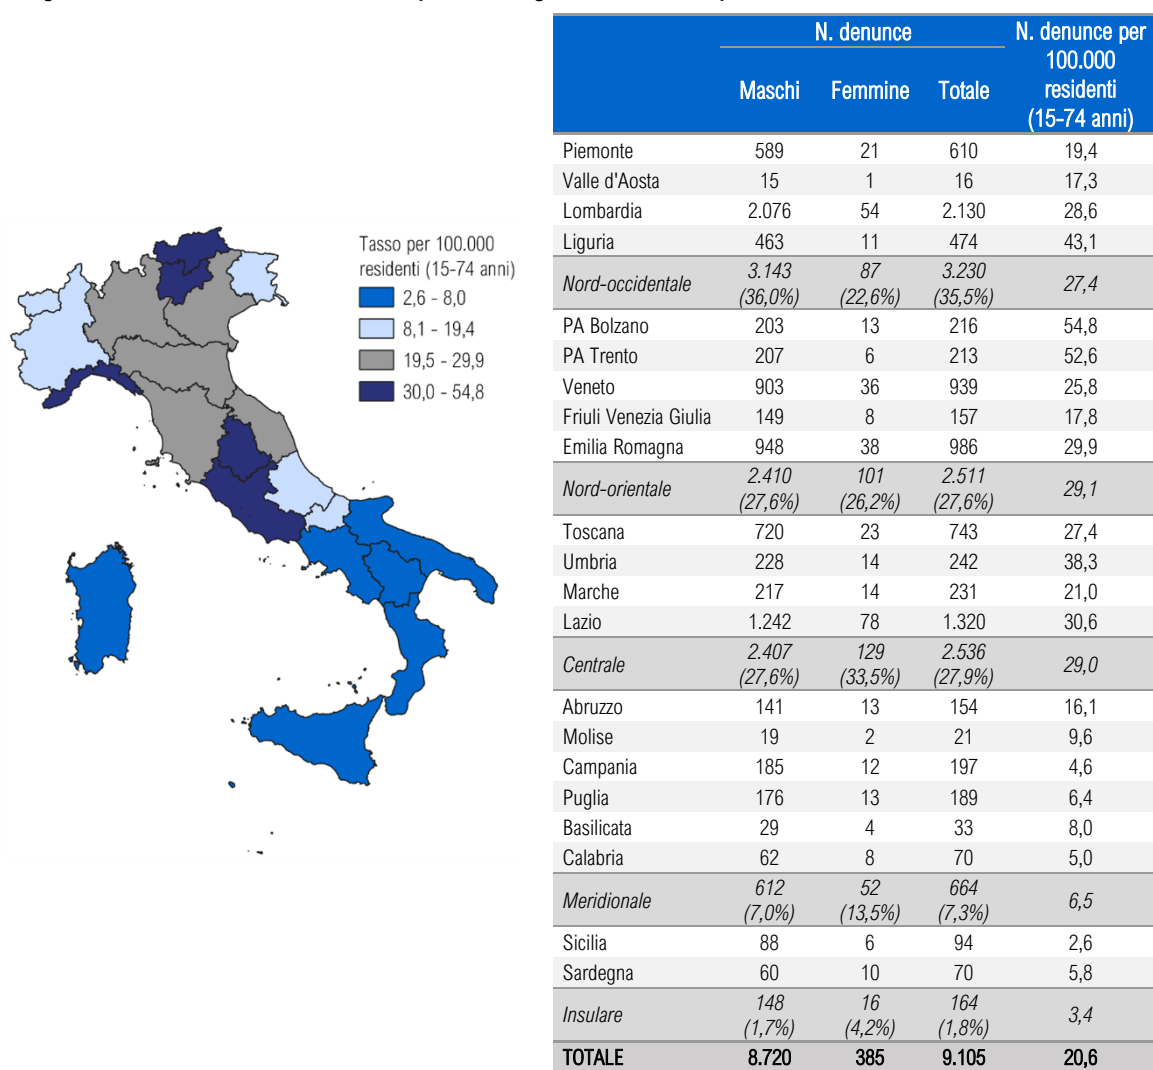 Tasso per 100.000
residenti (15-74 anni)
2,6 - 8,0
8,1 - 19,4
19,5 - 29,9
30,0 - 54,8
N. denunce N. denunce per
100.000
residenti
(15-74 anni)
Maschi Femmine Totale
Piemonte 589 21 610 19,4
Valle d'Aosta 15 1 16 17,3
Lombardia 2.076 54 2.130 28,6
Liguria 463 11 474 43,1
Nord-occidentale 3.143 87 3.230 27,4
(36,0%) (22,6%) (35,5%)
PA Bolzano 203 13 216 54,8
PA Trento 207 6 213 52,6
Veneto 903 36 939 25,8
Friuli Venezia Giulia 149 8 157 17,8
Emilia Romagna 948 38 986 29,9
Nord-orientale 2.410 101 2.511 29,1
(27,6%) (26,2%) (27,6%)
Toscana 720 23 743 27,4
Umbria 228 14 242 38,3
Marche 217 14 231 21,0
Lazio 1.242 78 1.320 30,6
Centrale 2.407 129 2.536 29,0
(27,6%) (33,5%) (27,9%)
Abruzzo 141 13 154 16,1
Molise 19 2 21 9,6
Campania 185 12 197 4,6
Puglia 176 13 189 6,4
Basilicata 29 4 33 8,0
Calabria 62 8 70 5,0
Meridionale 612 52 664 6,5
(7,0%) (13,5%) (7,3%)
Sicilia 88 6 94 2,6
Sardegna 60 10 70 5,8
Insulare 148 16 164 3,4
(1,7%) (4,2%) (1,8%)
TOTALE 8.720 385 9.105 20,6